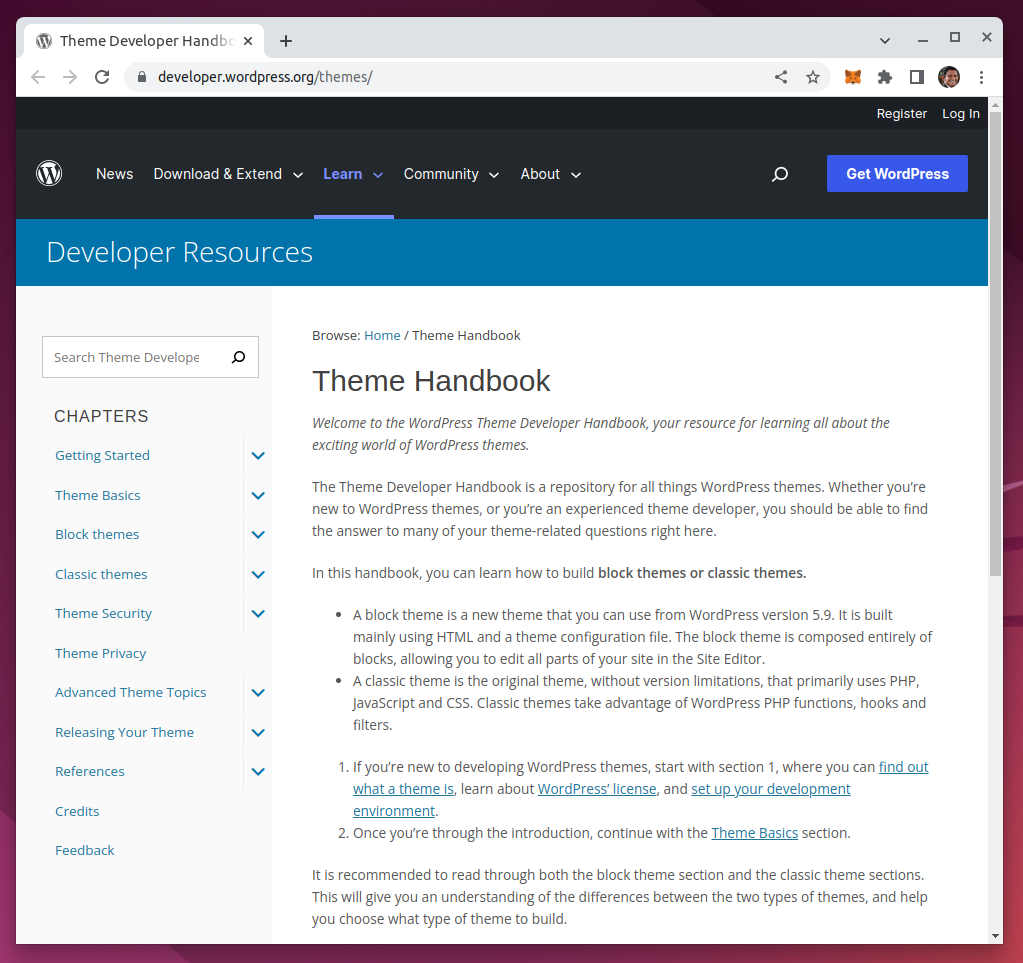 Theme Developer Handbo
developer.wordpress.org/themes/
Register Log In
News Download & Extend Learn Community About Get WordPress
Developer Resources
Search Theme Develope
CHAPTERS
Getting Started
Theme Basics
Block themes
Classic themes
Theme Security
Theme Privacy
Advanced Theme Topics
Releasing Your Theme
References
Credits
Feedback
Browse: Home / Theme Handbook
Theme Handbook
Welcome to the WordPress Theme Developer Handbook, your resource for learning all about the
exciting world of WordPress themes.
The Theme Developer Handbook is a repository for all things WordPress themes. Whether you’re
new to WordPress themes, or you’re an experienced theme developer, you should be able to find
the answer to many of your theme-related questions right here.
In this handbook, you can learn how to build block themes or classic themes.
• A block theme is a new theme that you can use from WordPress version 5.9. It is built
mainly using HTML and a theme configuration file. The block theme is composed entirely of
blocks, allowing you to edit all parts of your site in the Site Editor.
• A classic theme is the original theme, without version limitations, that primarily uses PHP,
JavaScript and CSS. Classic themes take advantage of WordPress PHP functions, hooks and
filters.
1. If you’re new to developing WordPress themes, start with section 1, where you can find out
what a theme is, learn about WordPress’ license, and set up your development
environment.
2. Once you’re through the introduction, continue with the Theme Basics section.
It is recommended to read through both the block theme section and the classic theme sections.
This will give you an understanding of the differences between the two types of themes, and help
you choose what type of theme to build.